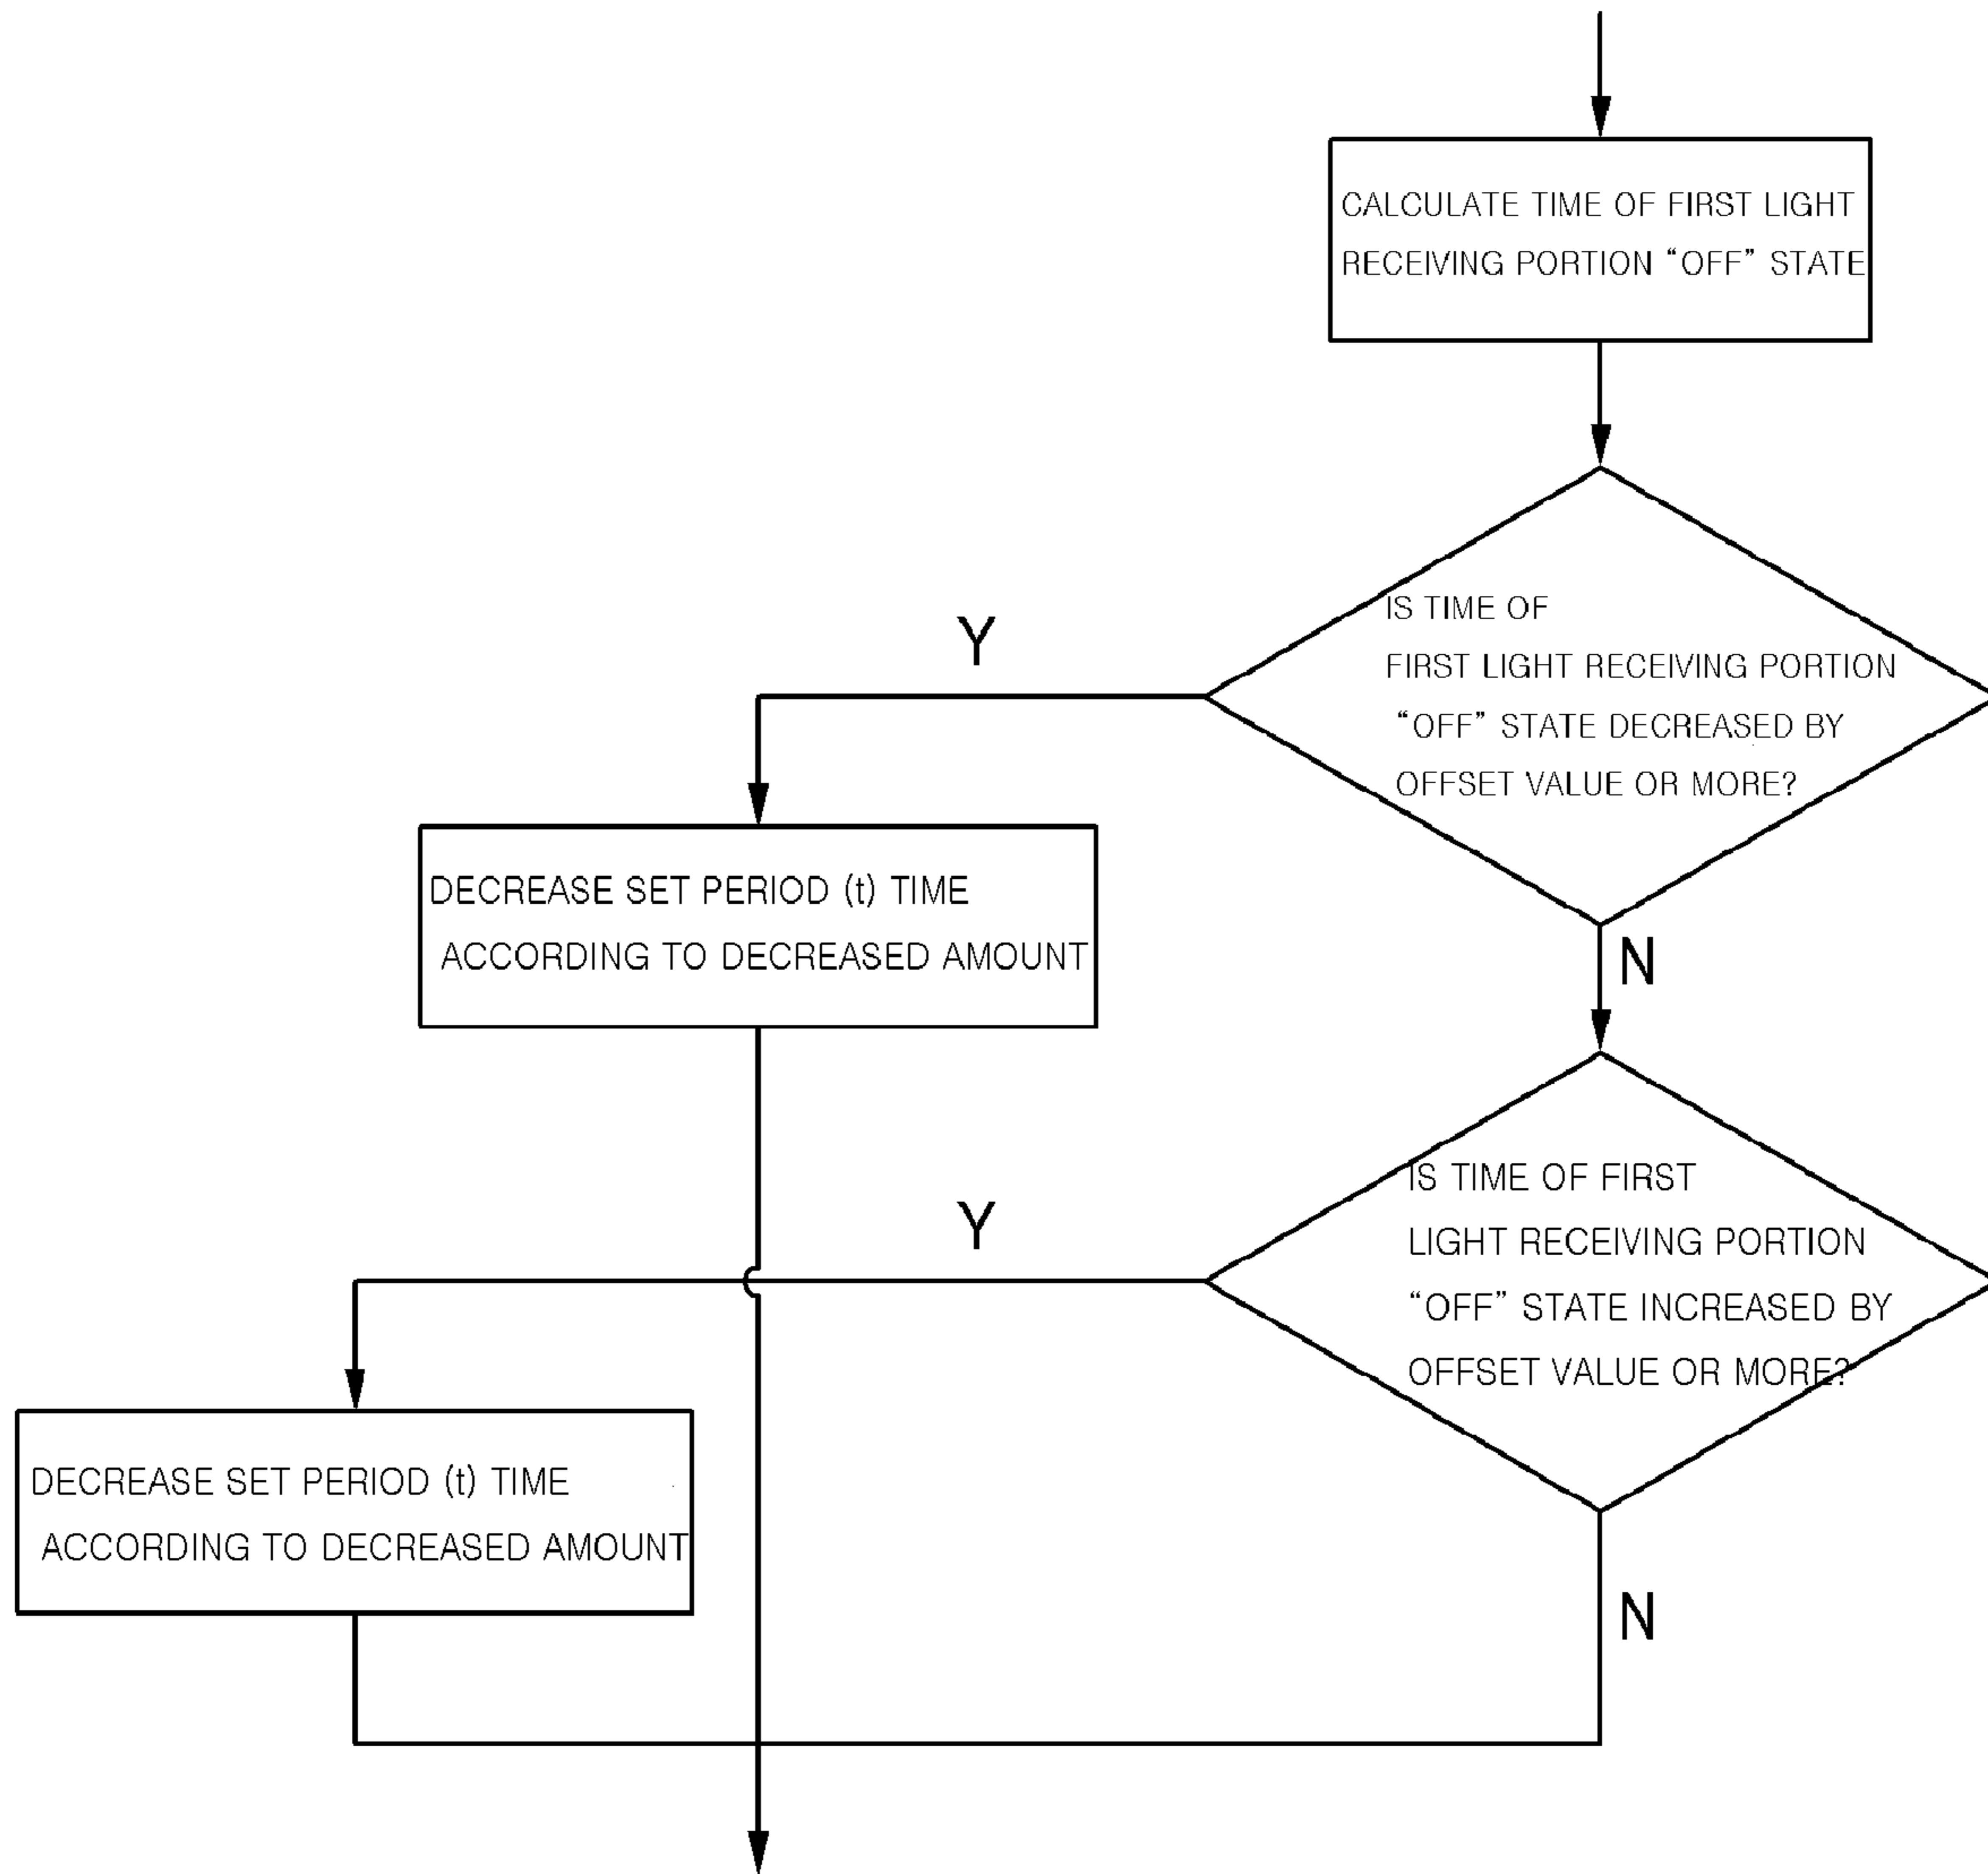 CALCULATE TIME OF FIRST LIGHT
RECEIVING PORTION “OFF” STATE
IS TIME OF
FIRST LIGHT RECEIVING PORTION
“OFF” STATE DECREASED BY
OFFSET VALUE OR MORE?
Y
DECREASE SET PERIOD (t) TIME
ACCORDING TO DECREASED AMOUNT
N
IS TIME OF FIRST
LIGHT RECEIVING PORTION
“OFF” STATE INCREASED BY
OFFSET VALUE OR MORE?
Y
DECREASE SET PERIOD (t) TIME
ACCORDING TO DECREASED AMOUNT
N